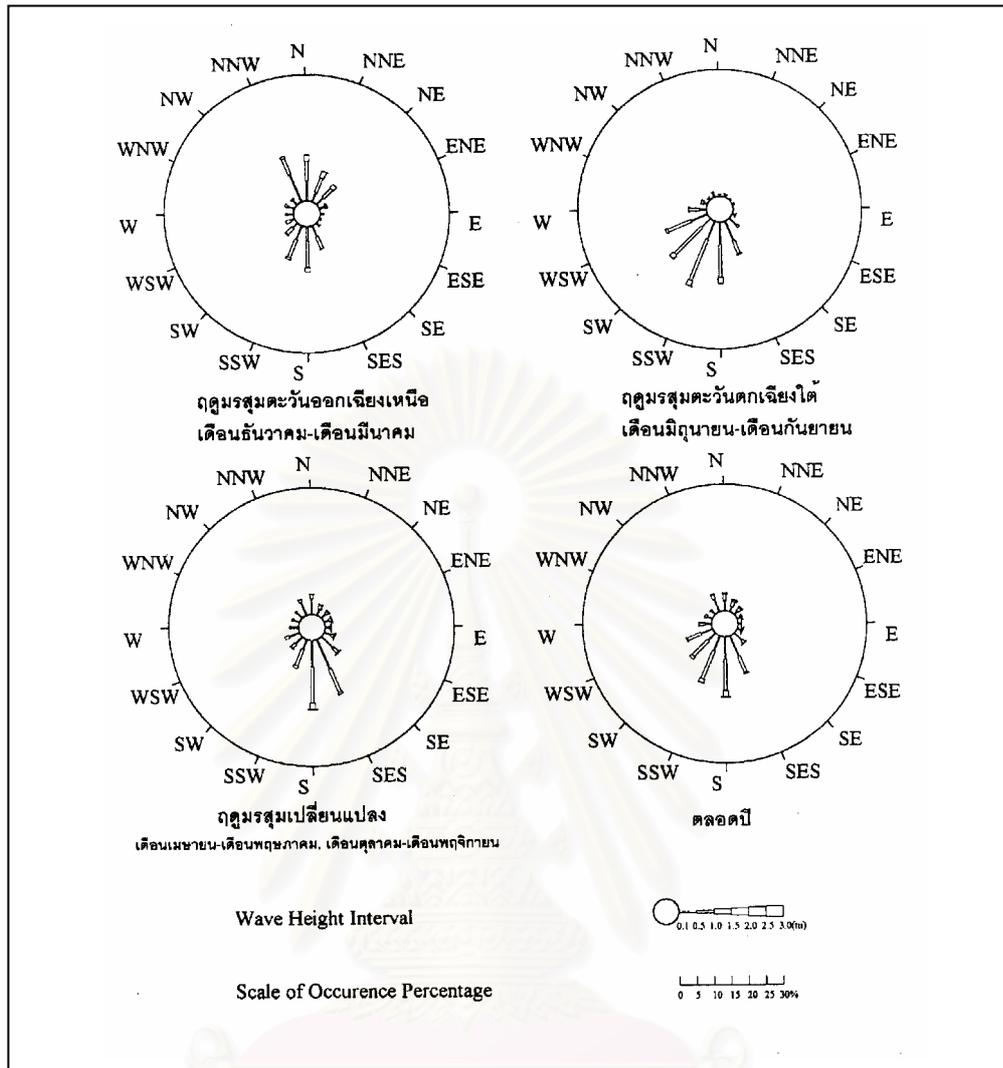 N
NNE
NE
ENE
E
ESE
SE
SES
S
SSW
SW
WSW
W
WNW
NW
NNW
ฤดูมรสุมตะวันออกเฉียงเหนือ
เดือนธันวาคม-เดือนมีนาคม
N
NNE
NE
ENE
E
ESE
SE
SES
S
SSW
SW
WSW
W
WNW
NW
NNW
ฤดูมรสุมตะวันตกเฉียงใต้
เดือนมิถุนายน-เดือนกันยายน
N
NNE
NE
ENE
E
ESE
SE
SES
S
SSW
SW
WSW
W
WNW
NW
NNW
ฤดูมรสุมเปลี่ยนแปลง
เดือนเมษายน-เดือนพฤษภาคม, เดือนตุลาคม-เดือนพฤจิกายน
N
NNE
NE
ENE
E
ESE
SE
SES
S
SSW
SW
WSW
W
WNW
NW
NNW
ตลอดปี
Wave Height Interval
0.1 0.5 1.0 1.5 2.0 2.5 3.0(m)
Scale of Occurence Percentage
0 5 10 15 20 25 30%